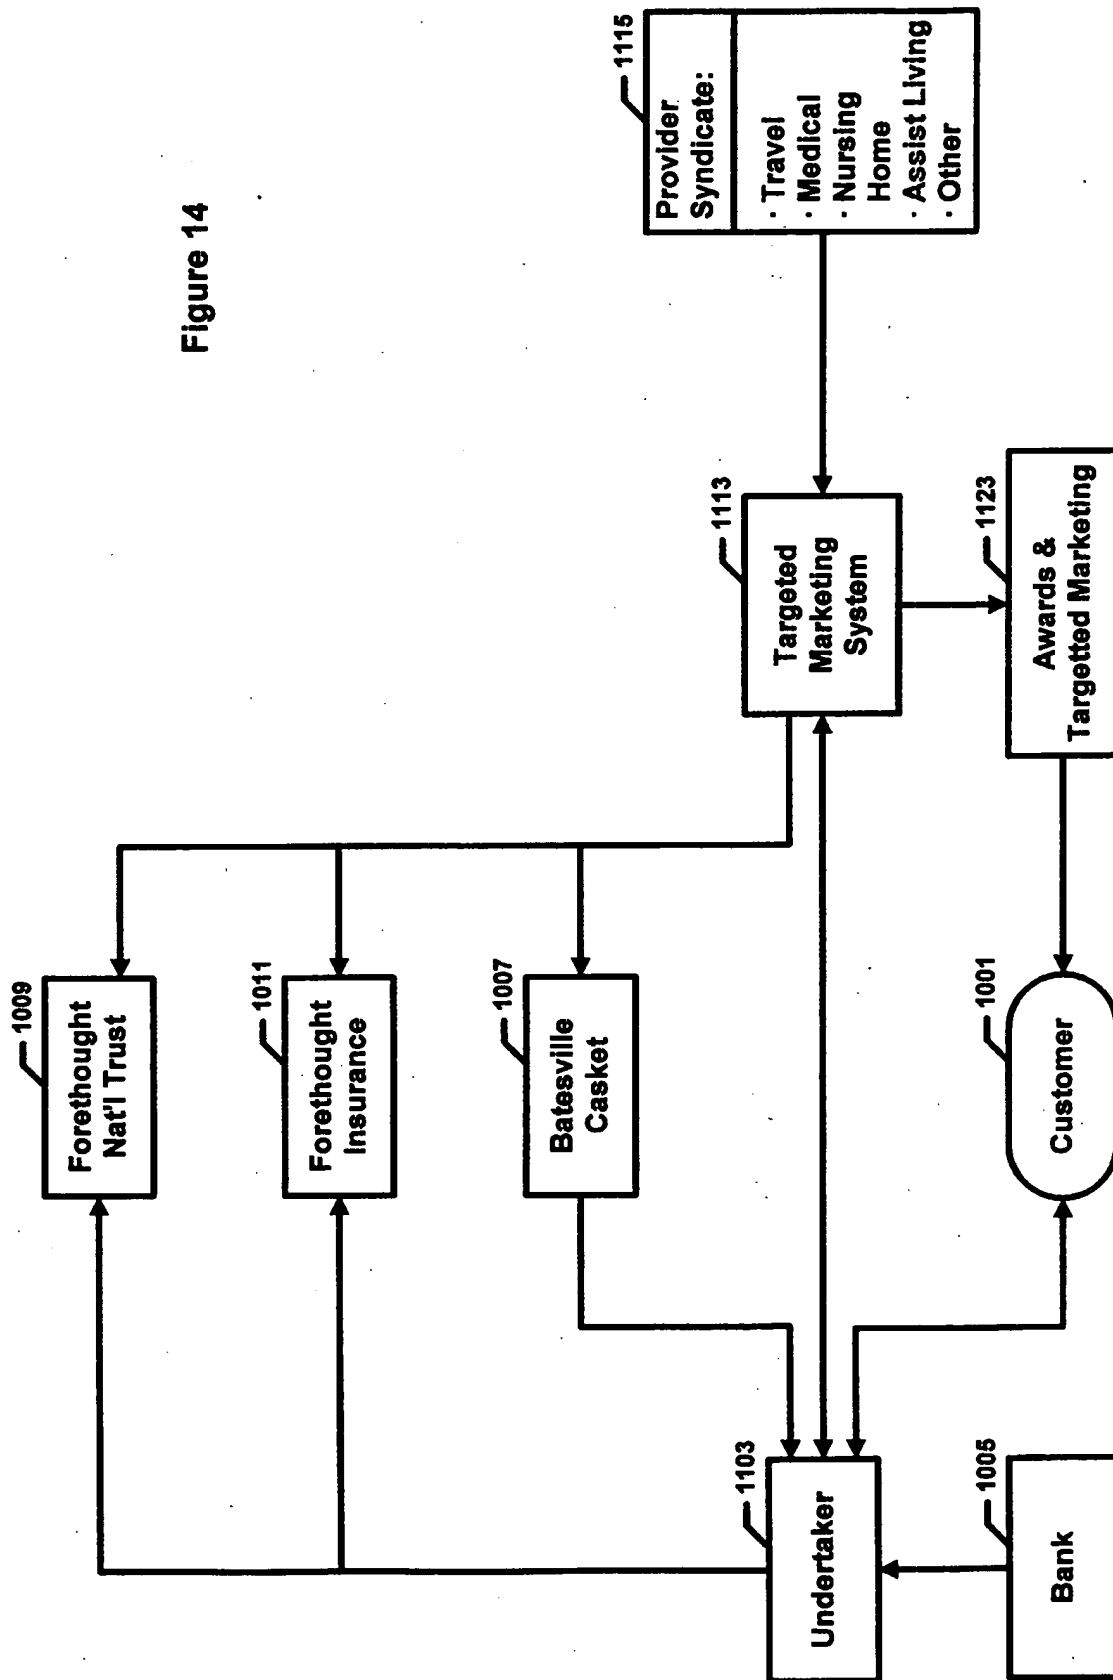 Figure 14
1009
Forethought
Nat'l Trust
1011
Forethought
Insurance
1007
Batesville
Casket
1103
Undertaker
1113
Targeted
Marketing
System
1115
Provider
Syndicate:
· Travel
· Medical
· Nursing
Home
· Assist Living
· Other
1005
Bank
1001
Customer
1123
Awards &
Targetted Marketing